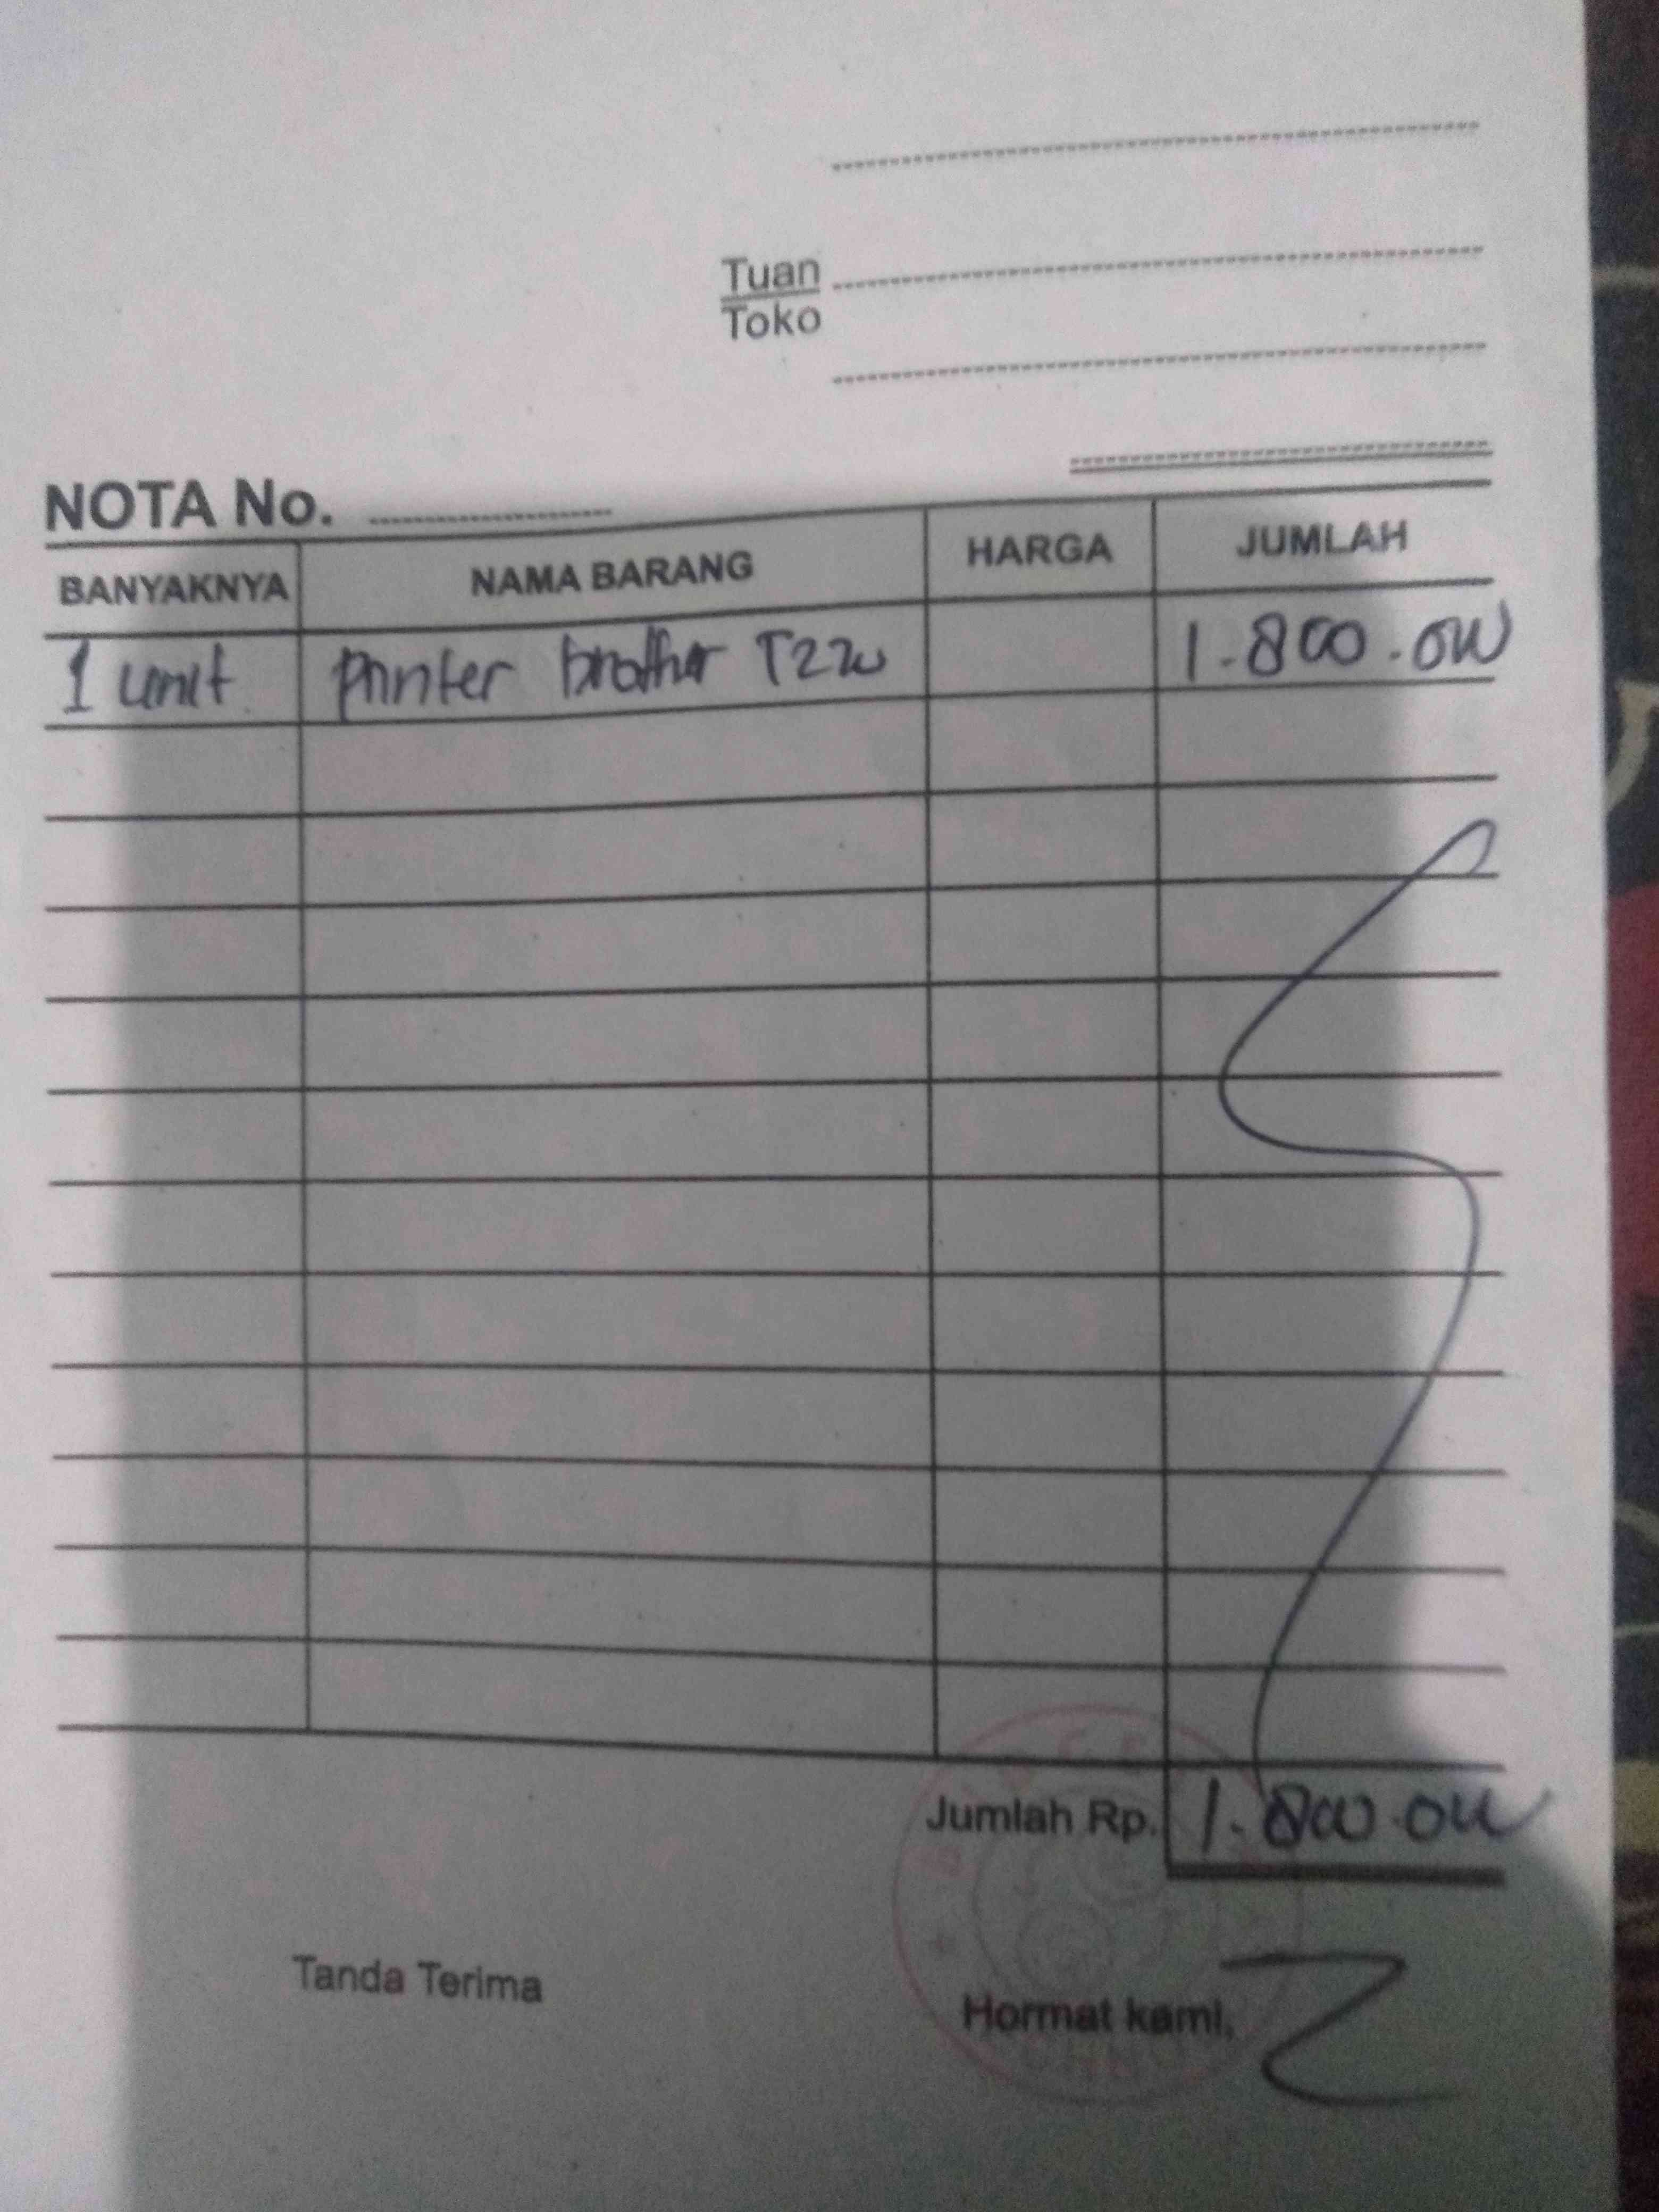 Tuan
Toko
NOTA No.
BANYAKNYA NAMA BARANG HARGA JUMLAH
1 unit printer brother T220 1.800.000
Jumlah Rp. 1.800.000
Tanda Terima
Hormat kami,